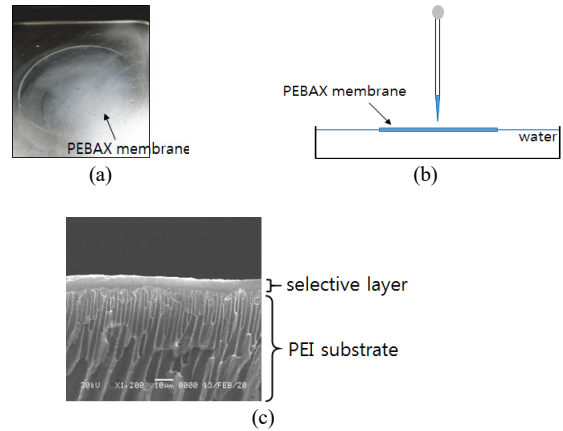 PEBAX membrane
(a)
PEBAX membrane
water
(b)
selective layer
PEI substrate
30kV X1,200 10μm 0000 13/FEB/20
(c)